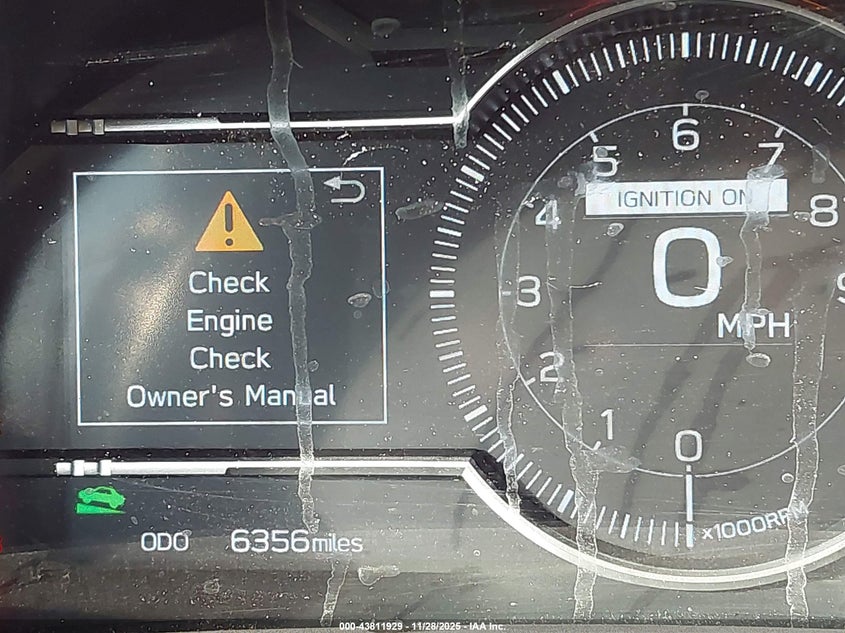 Check
Engine
Check
Owner's Manual
ODO 6356miles
IGNITION ON
0
MPH
0
1
2
3
4
5
6
7
8
x1000RPM
000-43811929 - 11/28/2025 - IAA Inc.